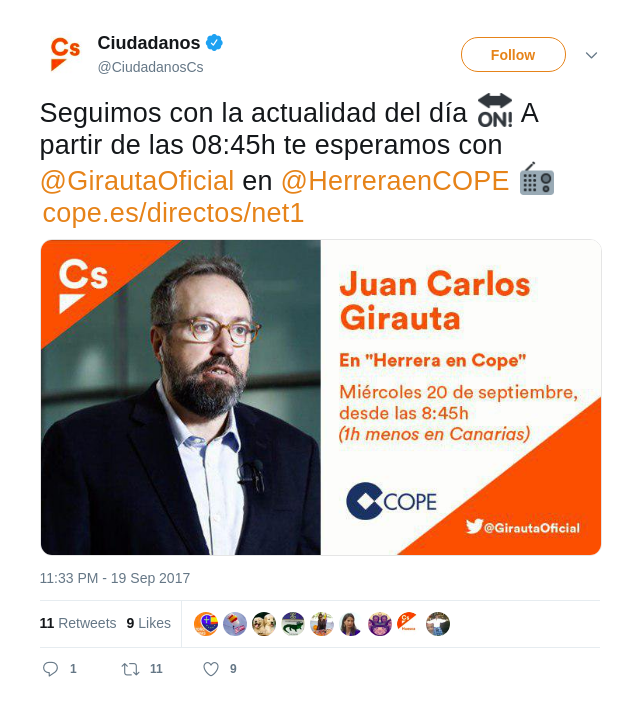 Cs
Ciudadanos
@CiudadanosCs
Follow
Seguimos con la actualidad del día ON! A
partir de las 08:45h te esperamos con
@GirautaOficial en @HerreraenCOPE
cope.es/directos/net1
Cs
Juan Carlos
Girauta
En "Herrera en Cope"
Miércoles 20 de septiembre,
desde las 8:45h
(1h menos en Canarias)
COPE
@GirautaOficial
11:33 PM - 19 Sep 2017
11 Retweets 9 Likes
1 11 9